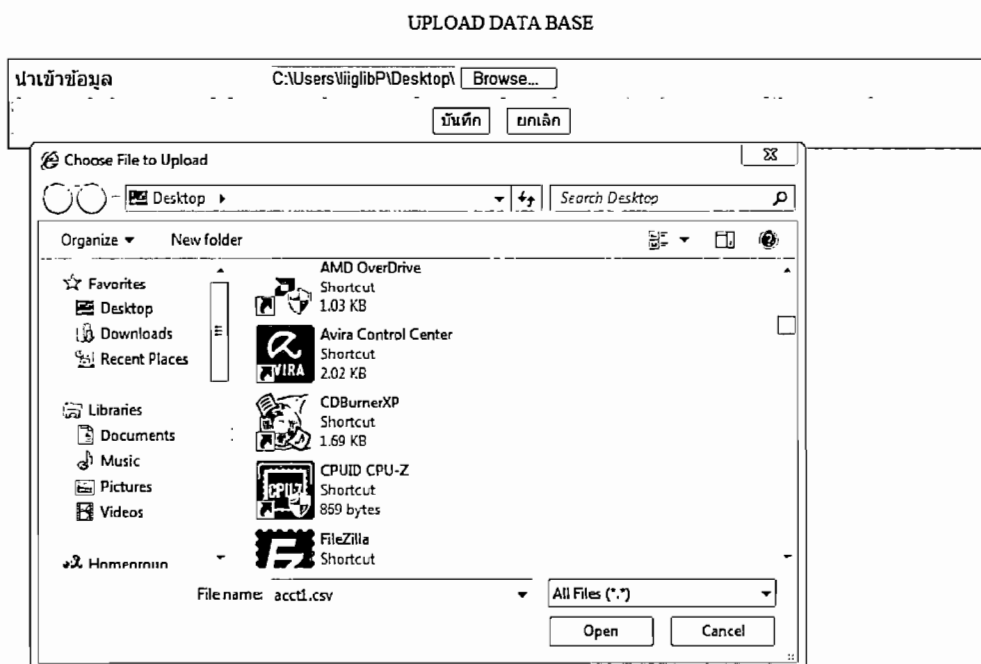 UPLOAD DATA BASE
นำเข้าข้อมูล C:\Users\liiglibP\Desktop\ Browse...
บันทึก ยกเลิก
Choose File to Upload
Desktop Search Desktop
Organize New folder
Favorites
Desktop
Downloads
Recent Places
Libraries
Documents
Music
Pictures
Videos
Homegroup
AMD OverDrive
Shortcut
1.03 KB
Avira Control Center
Shortcut
2.02 KB
CDBurnerXP
Shortcut
1.69 KB
CPUID CPU-Z
Shortcut
859 bytes
FileZilla
Shortcut
File name: acct1.csv All Files (*.*)
Open Cancel